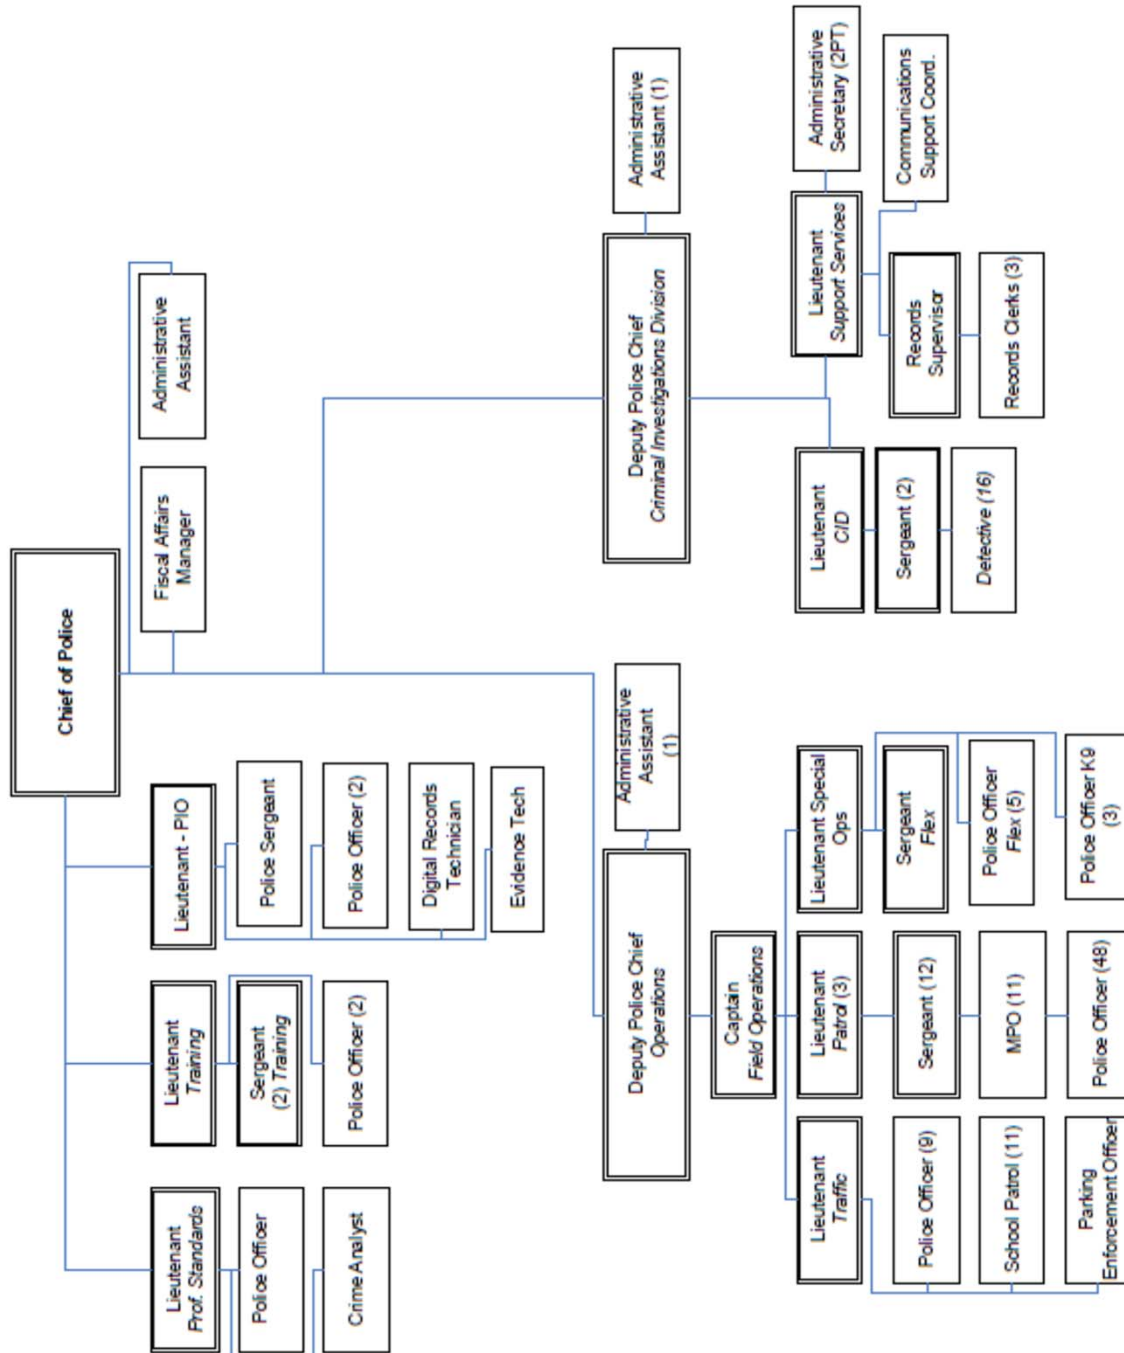 Chief of Police
Fiscal Affairs
Manager
Administrative
Assistant
Lieutenant
Prof. Standards
Police Officer
Crime Analyst
Lieutenant
Training
Sergeant
(2) Training
Police Officer (2)
Lieutenant - PIO
Police Sergeant
Police Officer (2)
Digital Records
Technician
Evidence Tech
Deputy Police Chief
Operations
Administrative
Assistant
(1)
Captain
Field Operations
Lieutenant
Traffic
Police Officer (9)
School Patrol (11)
Parking
Enforcement Officer
Lieutenant
Patrol (3)
Sergeant (12)
MPO (11)
Police Officer (48)
Lieutenant Special
Ops
Sergeant
Flex
Police Officer
Flex (5)
Police Officer K9
(3)
Deputy Police Chief
Criminal Investigations Division
Administrative
Assistant (1)
Lieutenant
CID
Sergeant (2)
Detective (16)
Lieutenant
Support Services
Administrative
Secretary (2PT)
Records
Supervisor
Records Clerks (3)
Communications
Support Coord.